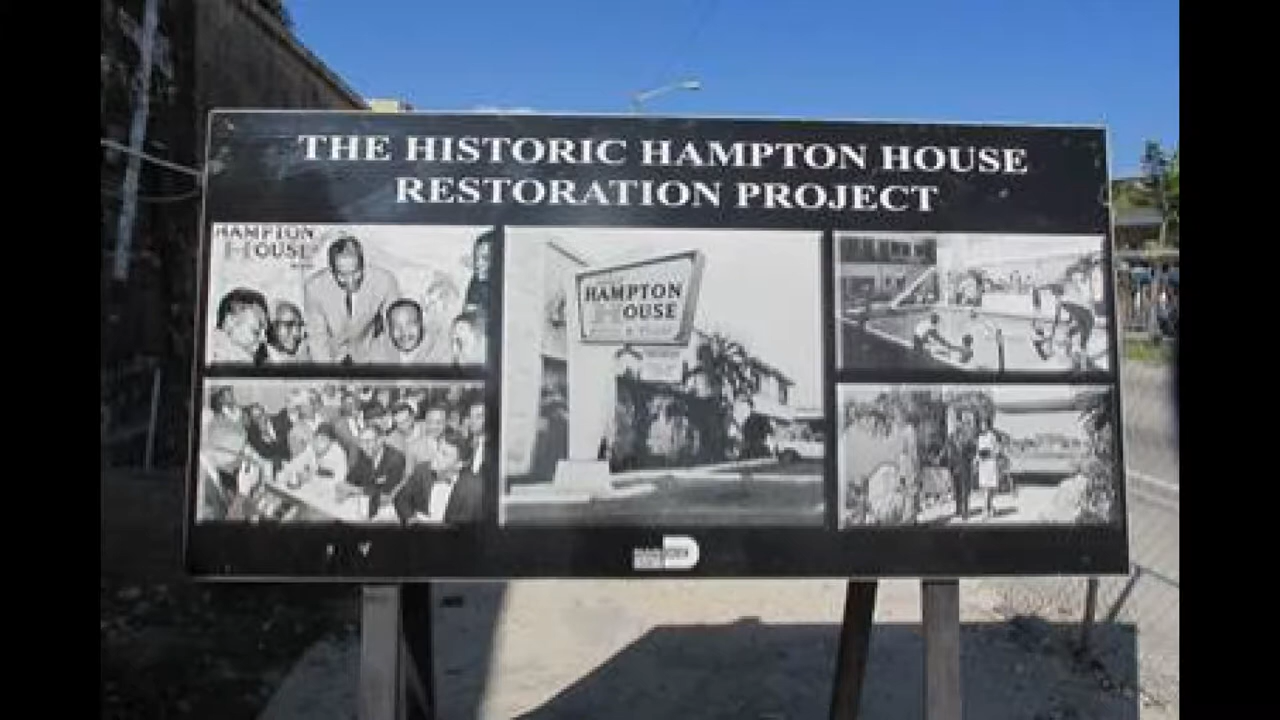 THE HISTORIC HAMPTON HOUSE
RESTORATION PROJECT
HAMPTON
HOUSE
HAMPTON
HOUSE